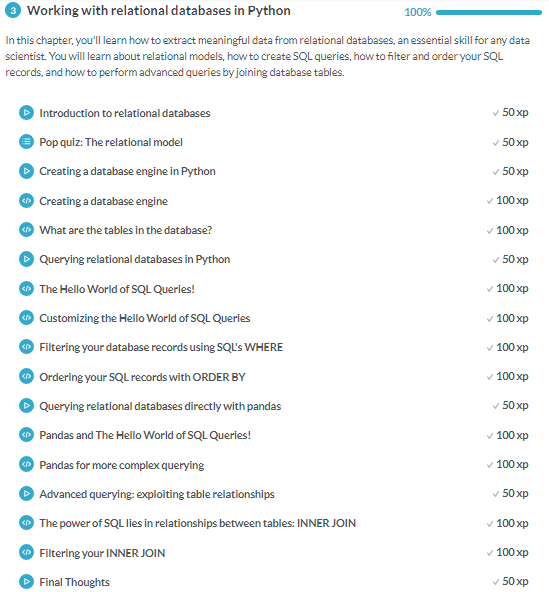 3 Working with relational databases in Python 100%
In this chapter, you'll learn how to extract meaningful data from relational databases, an essential skill for any data
scientist. You will learn about relational models, how to create SQL queries, how to filter and order your SQL
records, and how to perform advanced queries by joining database tables.
Introduction to relational databases 50 xp
Pop quiz: The relational model 50 xp
Creating a database engine in Python 50 xp
Creating a database engine 100 xp
What are the tables in the database? 100 xp
Querying relational databases in Python 50 xp
The Hello World of SQL Queries! 100 xp
Customizing the Hello World of SQL Queries 100 xp
Filtering your database records using SQL's WHERE 100 xp
Ordering your SQL records with ORDER BY 100 xp
Querying relational databases directly with pandas 50 xp
Pandas and The Hello World of SQL Queries! 100 xp
Pandas for more complex querying 100 xp
Advanced querying: exploiting table relationships 50 xp
The power of SQL lies in relationships between tables: INNER JOIN 100 xp
Filtering your INNER JOIN 100 xp
Final Thoughts 50 xp